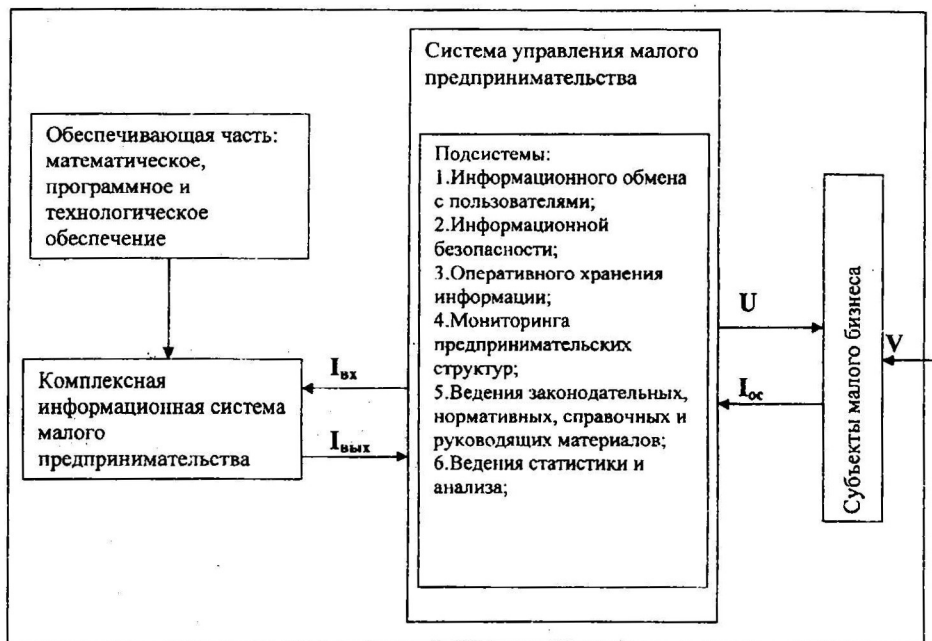 Система управления малого
предпринимательства
Обеспечивающая часть:
математическое,
программное и
технологическое
обеспечение
Подсистемы:
1.Информационного обмена
с пользователями;
2.Информационной
безопасности;
3.Оперативного хранения
информации;
4.Мониторинга
предпринимательских
структур;
5.Ведения законодательных,
нормативных, справочных и
руководящих материалов;
6.Ведения статистики и
анализа;
Комплексная
информационная система
малого
предпринимательства
Iвх
Iвых
U
Iос
Субъекты малого бизнеса
V